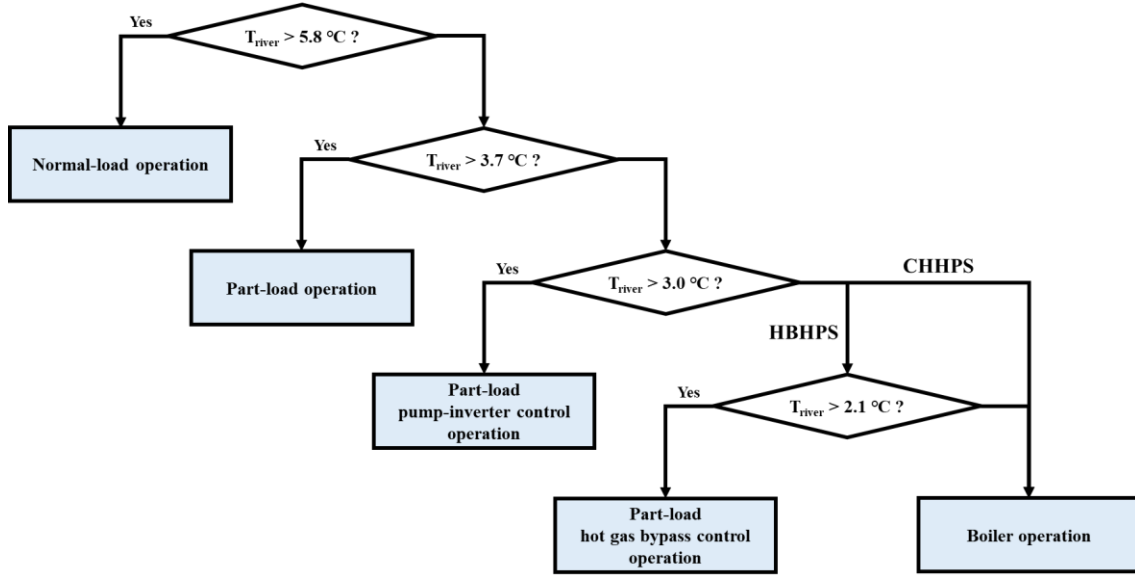 Yes
T_river > 5.8 ℃ ?
Normal-load operation
Yes
T_river > 3.7 ℃ ?
Part-load operation
Yes
T_river > 3.0 ℃ ?
CHHPS
HBHPS
Part-load
pump-inverter control
operation
Yes
T_river > 2.1 ℃ ?
Part-load
hot gas bypass control
operation
Boiler operation